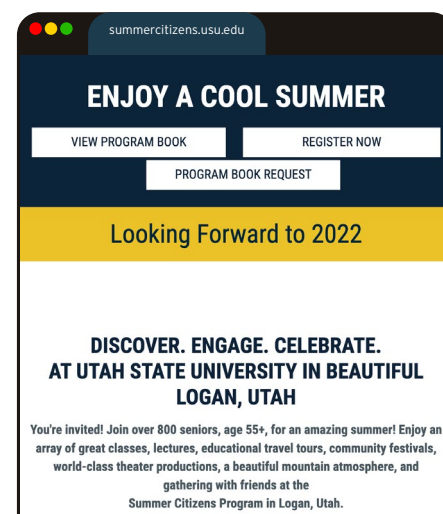 summercitizens.usu.edu
ENJOY A COOL SUMMER
VIEW PROGRAM BOOK
REGISTER NOW
PROGRAM BOOK REQUEST
Looking Forward to 2022
DISCOVER. ENGAGE. CELEBRATE.
AT UTAH STATE UNIVERSITY IN BEAUTIFUL
LOGAN, UTAH
You're invited! Join over 800 seniors, age 55+, for an amazing summer! Enjoy an
array of great classes, lectures, educational travel tours, community festivals,
world-class theater productions, a beautiful mountain atmosphere, and
gathering with friends at the
Summer Citizens Program in Logan, Utah.